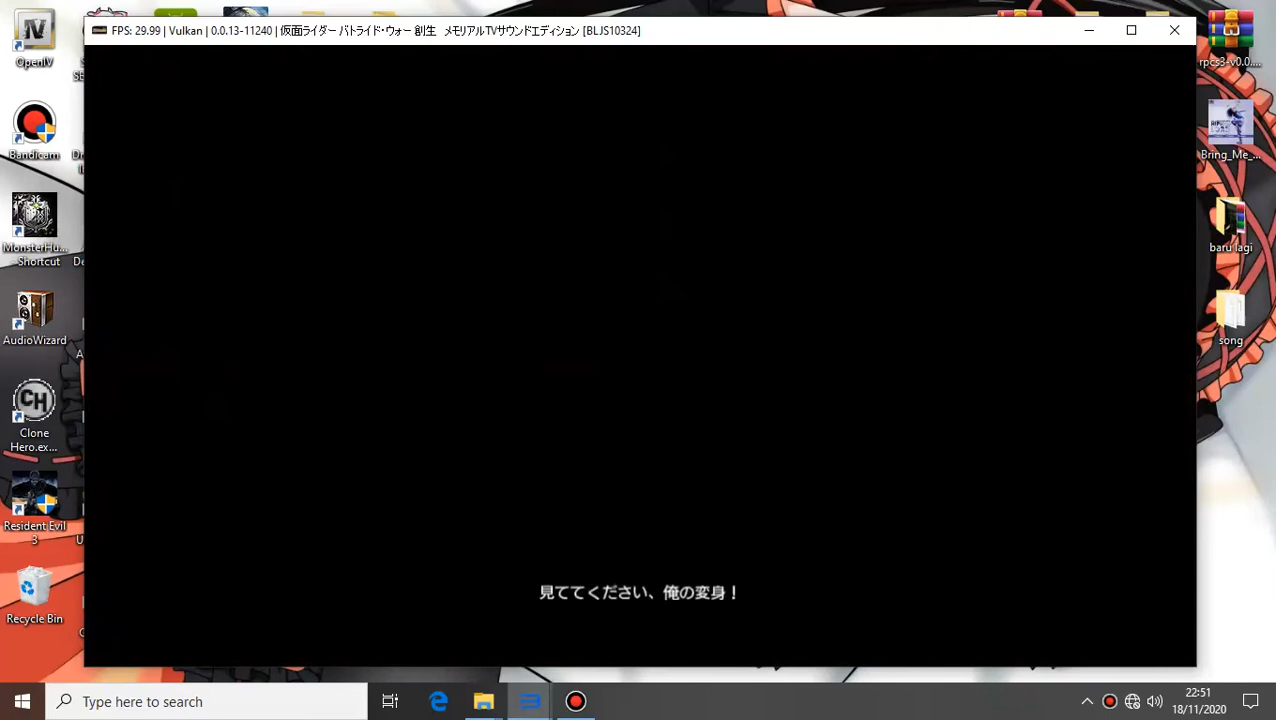 FPS: 29.99 | Vulkan | 0.0.13-11240 | 仮面ライダー バトライド・ウォー 創生 メモリアルTVサウンドエディション [BLJS10324]
OpenIV
Bandicam
MonsterHu...
- Shortcut
AudioWizard
CH
Clone
Hero.ex...
Resident Evil
3
Recycle Bin
rpcs3-v0.0....
Bring_Me_...
baru lagi
song
見ててください、俺の変身！
Type here to search
22:51
18/11/2020